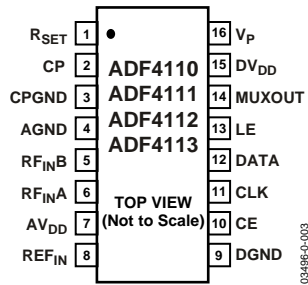 RSET 1
CP 2
CPGND 3
AGND 4
RFINB 5
RFINA 6
AVDD 7
REFIN 8
ADF4110
ADF4111
ADF4112
ADF4113
TOP VIEW
(Not to Scale)
16 VP
15 DVDD
14 MUXOUT
13 LE
12 DATA
11 CLK
10 CE
9 DGND
03496-0-003